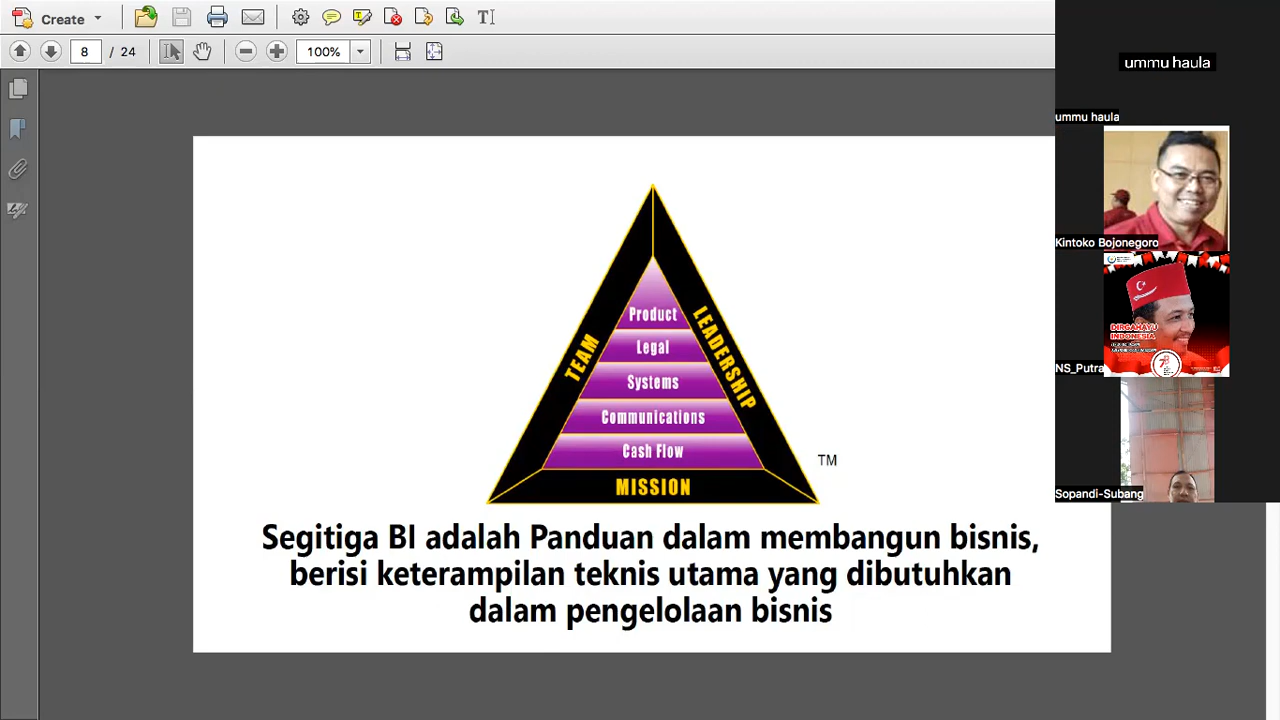 Create
8 / 24
100%
ummu haula
ummu haula
Kintoko Bojonegoro
DIRGAHAYU
INDONESIA
NS_Putra
Sopandi-Subang
Product
Legal
Systems
Communications
Cash Flow
TEAM
LEADERSHIP
MISSION
TM
Segitiga BI adalah Panduan dalam membangun bisnis,
berisi keterampilan teknis utama yang dibutuhkan
dalam pengelolaan bisnis